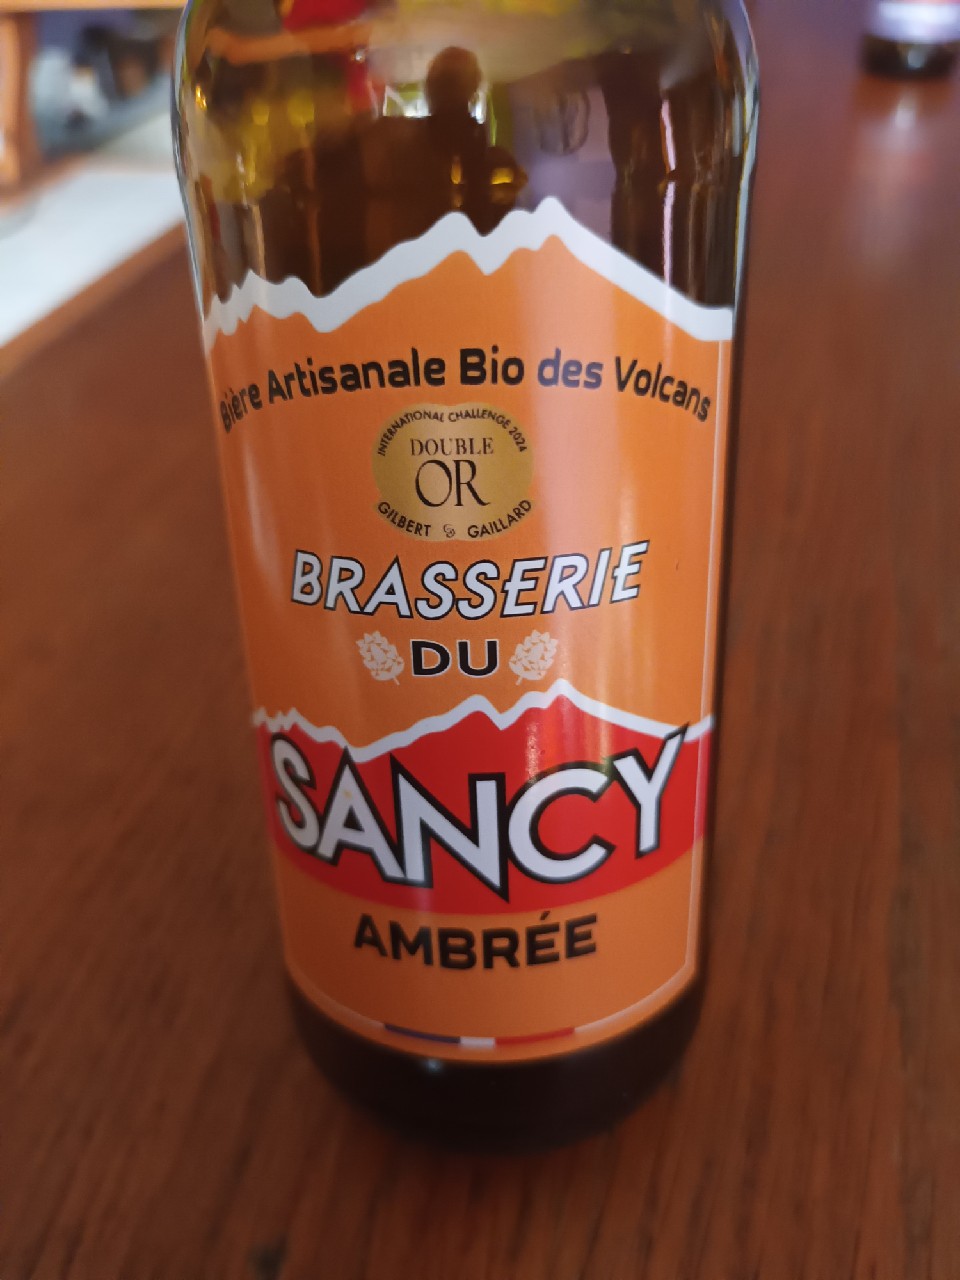 Bière Artisanale Bio des Volcans
INTERNATIONAL CHALLENGE 2024
DOUBLE
OR
GILBERT & GAILLARD
BRASSERIE
DU
SANCY
AMBRÉE